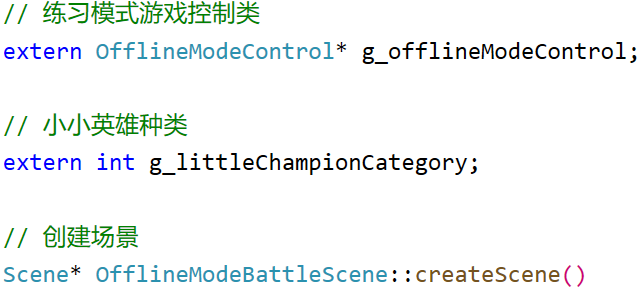 // 练习模式游戏控制类
extern OfflineModeControl* g_offlineModeControl;
// 小小英雄种类
extern int g_littleChampionCategory;
// 创建场景
Scene* OfflineModeBattleScene::createScene()